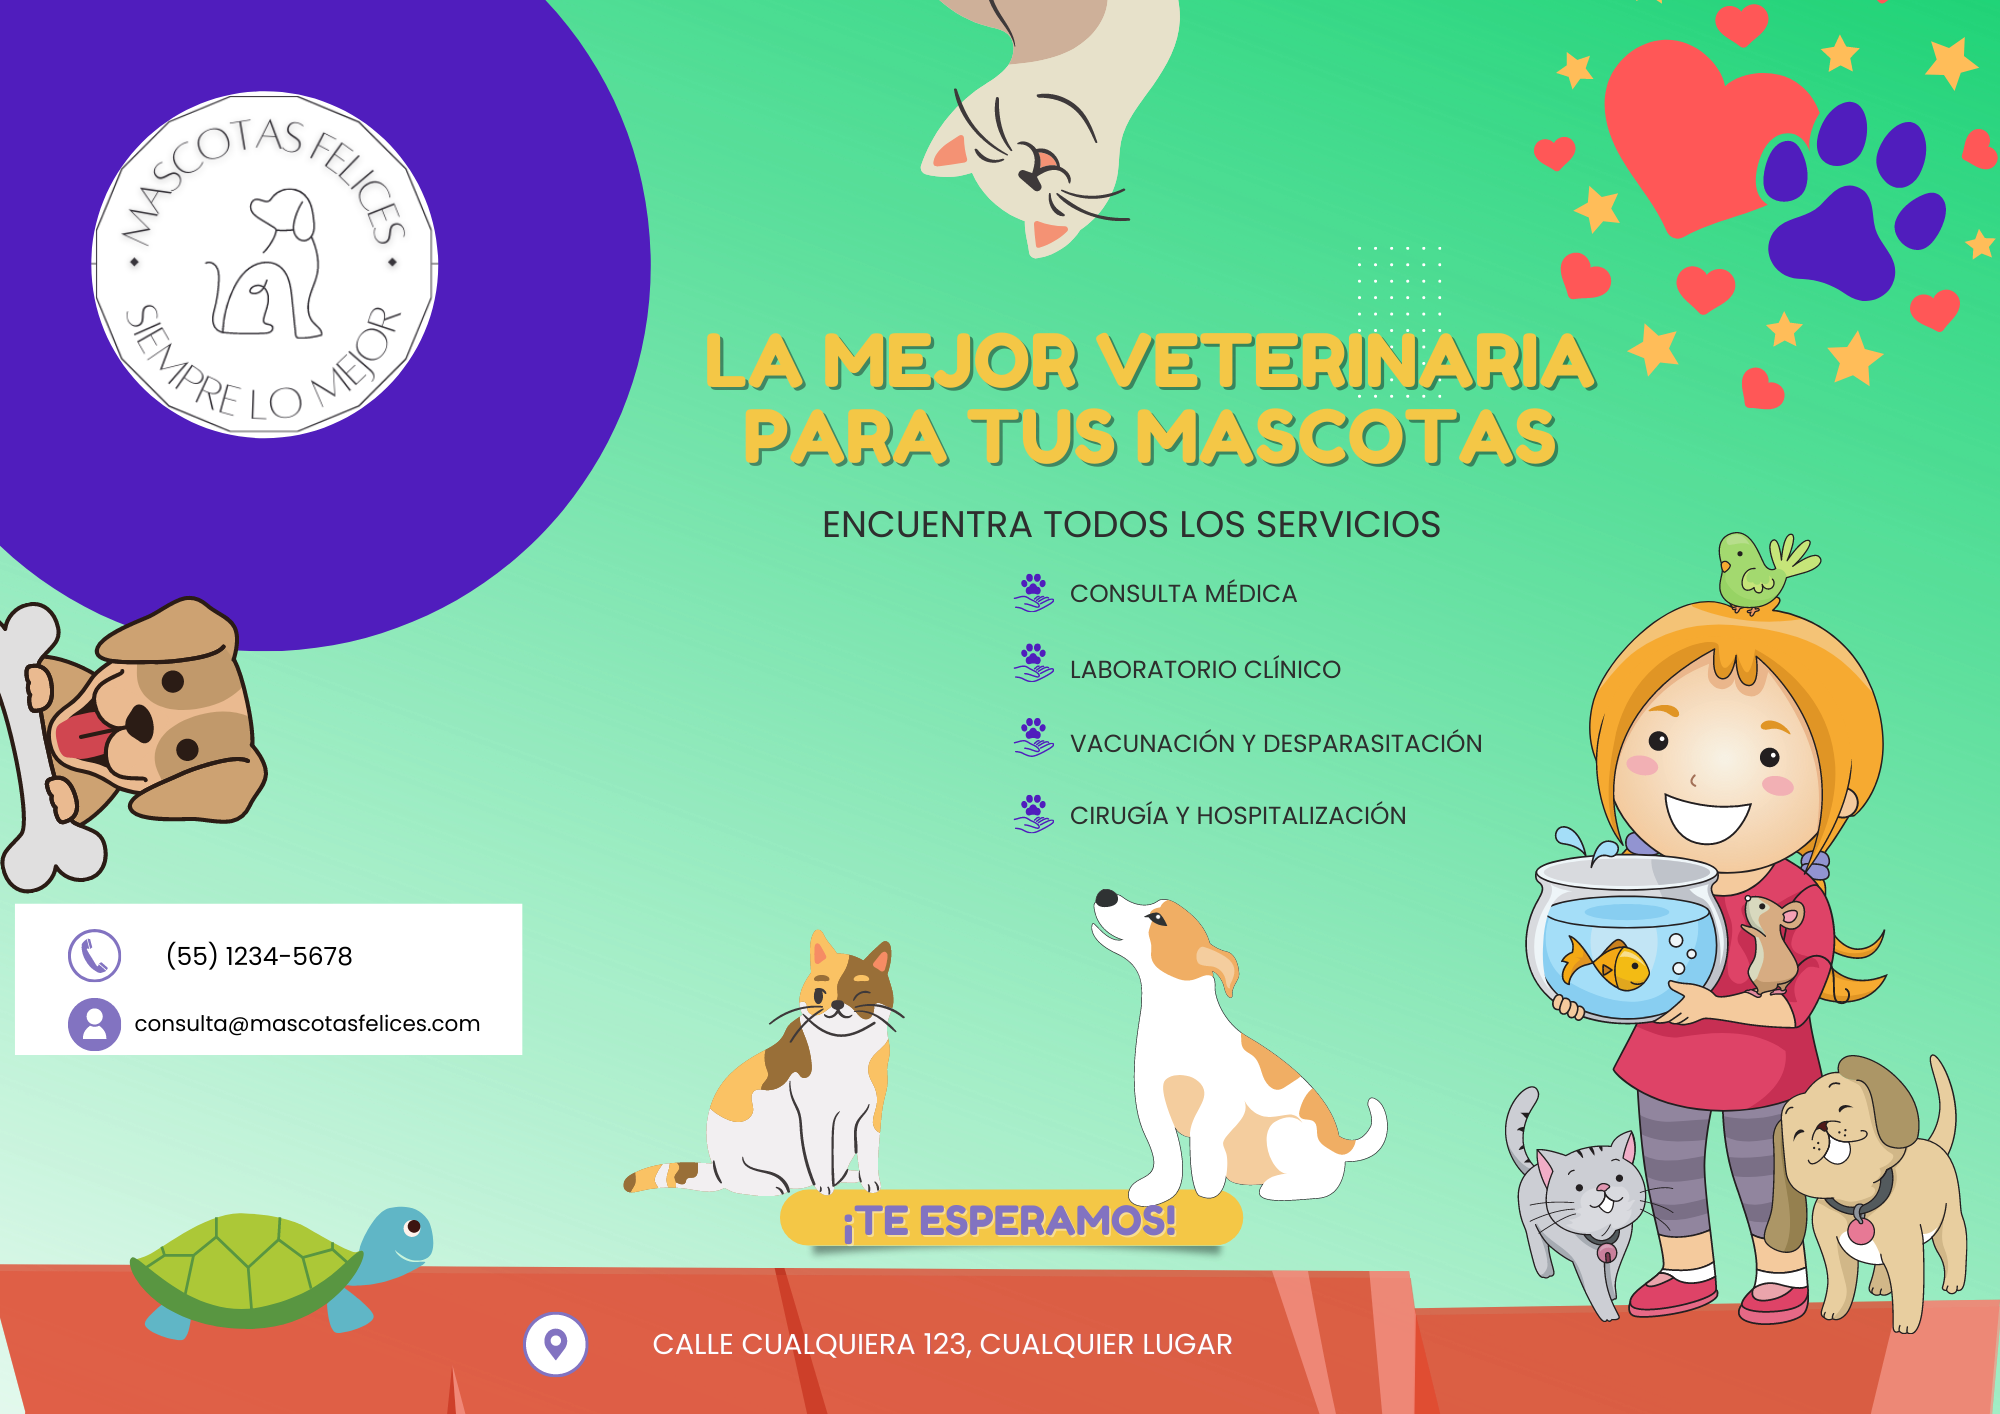 MASCOTAS FELICES
SIEMPRE LO MEJOR
LA MEJOR VETERINARIA
PARA TUS MASCOTAS
ENCUENTRA TODOS LOS SERVICIOS
CONSULTA MÉDICA
LABORATORIO CLÍNICO
VACUNACIÓN Y DESPARASITACIÓN
CIRUGÍA Y HOSPITALIZACIÓN
(55) 1234-5678
consulta@mascotasfelices.com
¡TE ESPERAMOS!
CALLE CUALQUIERA 123, CUALQUIER LUGAR